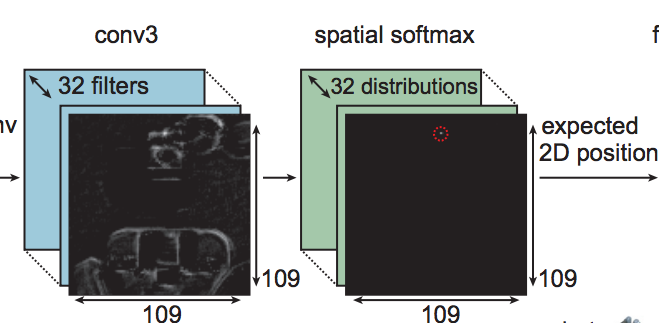 conv3
spatial softmax
32 filters
32 distributions
expected
2D position
109
109
109
109